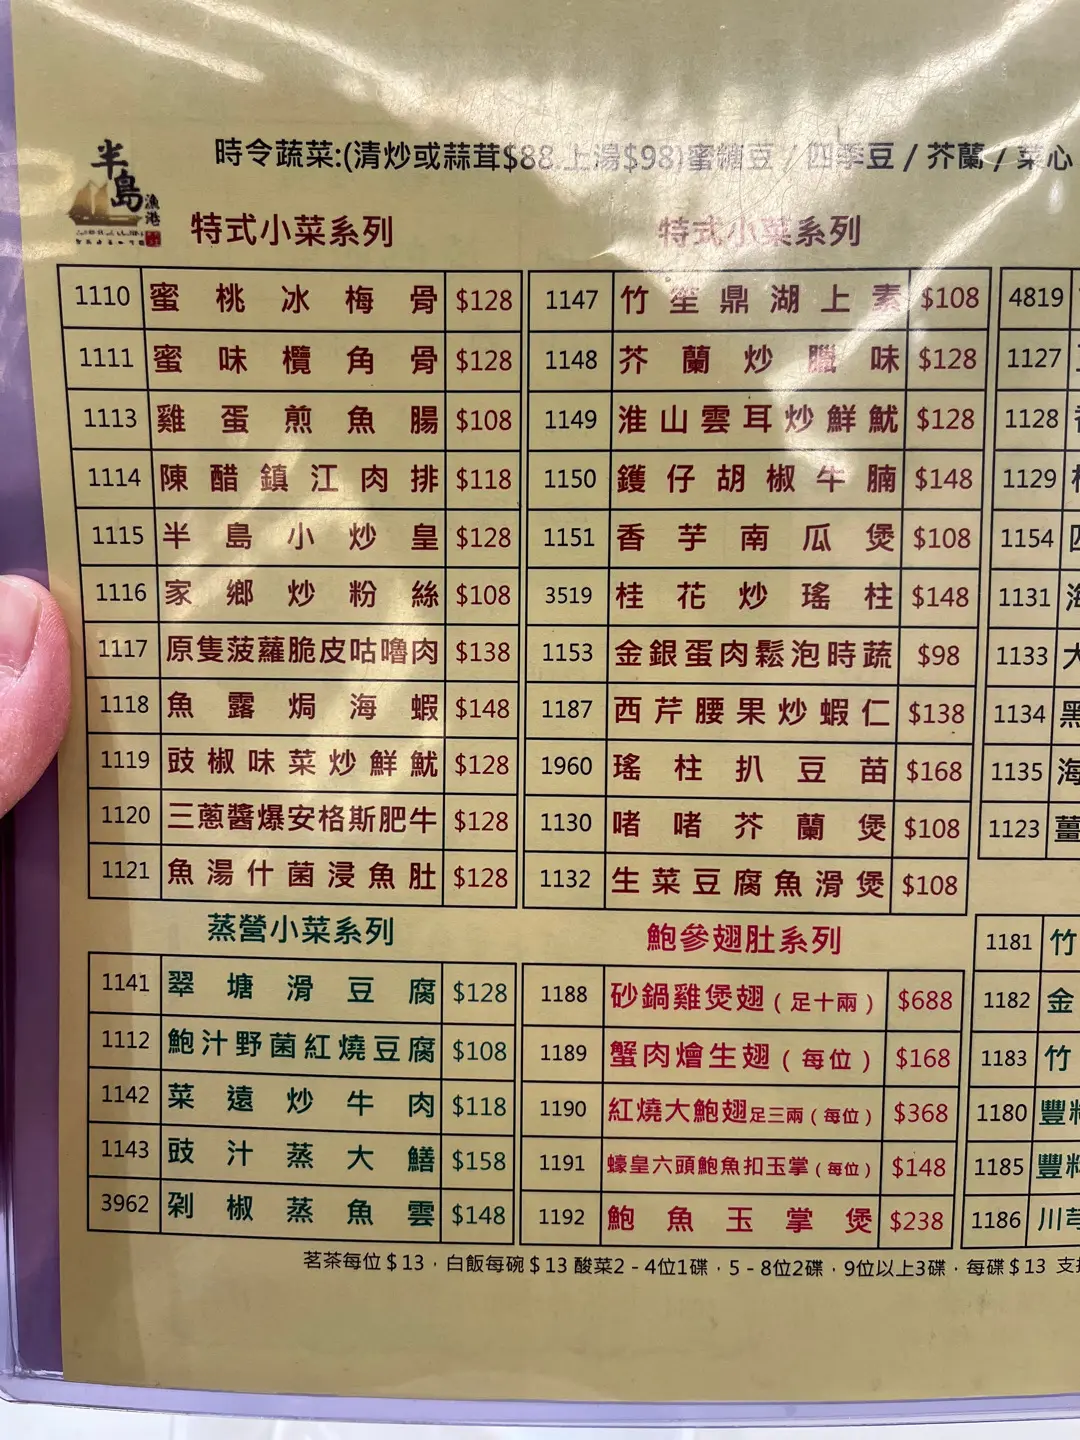 半島
漁港
時令蔬菜:(清炒或蒜茸$88.上湯$98)蜜糖豆 / 四季豆 / 芥蘭 / 菜心
特式小菜系列
1110 蜜桃冰梅骨 $128
1111 蜜味欖角骨 $128
1113 雞蛋煎魚腸 $108
1114 陳醋鎮江肉排 $118
1115 半島小炒皇 $128
1116 家鄉炒粉絲 $108
1117 原隻菠蘿脆皮咕嚕肉 $138
1118 魚露焗海蝦 $148
1119 豉椒味菜炒鮮魷 $128
1120 三蔥醬爆安格斯肥牛 $128
1121 魚湯什菌浸魚肚 $128
特式小菜系列
1147 竹笙鼎湖上素 $108
1148 芥蘭炒臘味 $128
1149 淮山雲耳炒鮮魷 $128
1150 鑊仔胡椒牛腩 $148
1151 香芋南瓜煲 $108
3519 桂花炒瑤柱 $148
1153 金銀蛋肉鬆泡時蔬 $98
1187 西芹腰果炒蝦仁 $138
1960 瑤柱扒豆苗 $168
1130 啫啫芥蘭煲 $108
1132 生菜豆腐魚滑煲 $108
4819
1127
1128
1129
1154
1131 海
1133 大
1134 黑
1135 海
1123 薑
蒸營小菜系列
1141 翠塘滑豆腐 $128
1112 鮑汁野菌紅燒豆腐 $108
1142 菜遠炒牛肉 $118
1143 豉汁蒸大鱔 $158
3962 剁椒蒸魚雲 $148
鮑參翅肚系列
1188 砂鍋雞煲翅(足十兩) $688
1189 蟹肉燴生翅(每位) $168
1190 紅燒大鮑翅足三兩(每位) $368
1191 蠔皇六頭鮑魚扣玉掌(每位) $148
1192 鮑魚玉掌煲 $238
1181 竹
1182 金
1183 竹
1180 豐
1185 豐
1186 川
茗茶每位$13.白飯每碗$13 酸菜2-4位1碟.5-8位2碟.9位以上3碟.每碟$13 支